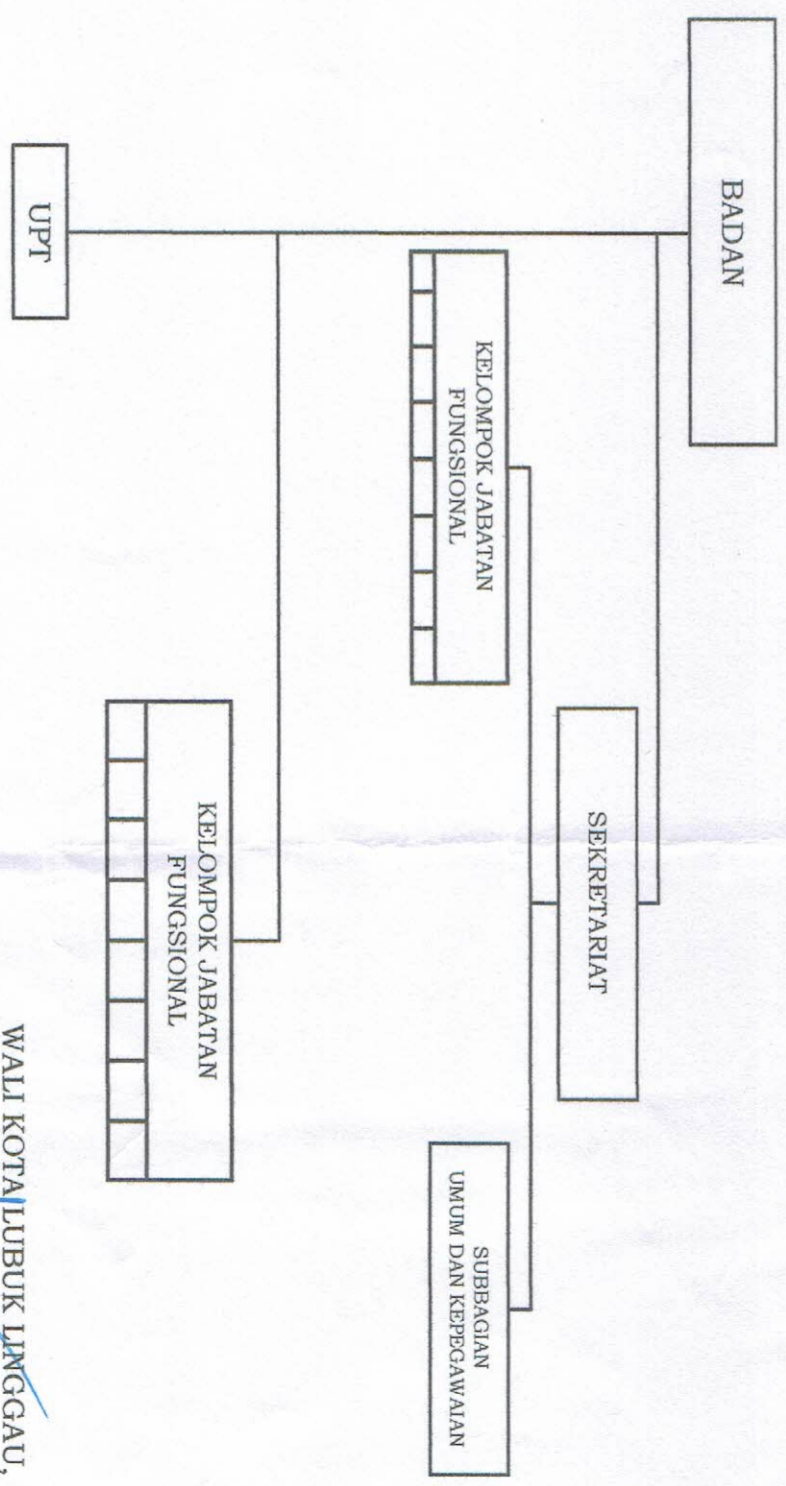 BADAN
SEKRETARIAT
KELOMPOK JABATAN
FUNGSIONAL
SUBBAGIAN
UMUM DAN KEPEGAWAIAN
KELOMPOK JABATAN
FUNGSIONAL
UPT
WALI KOTA LUBUK LINGGAU,